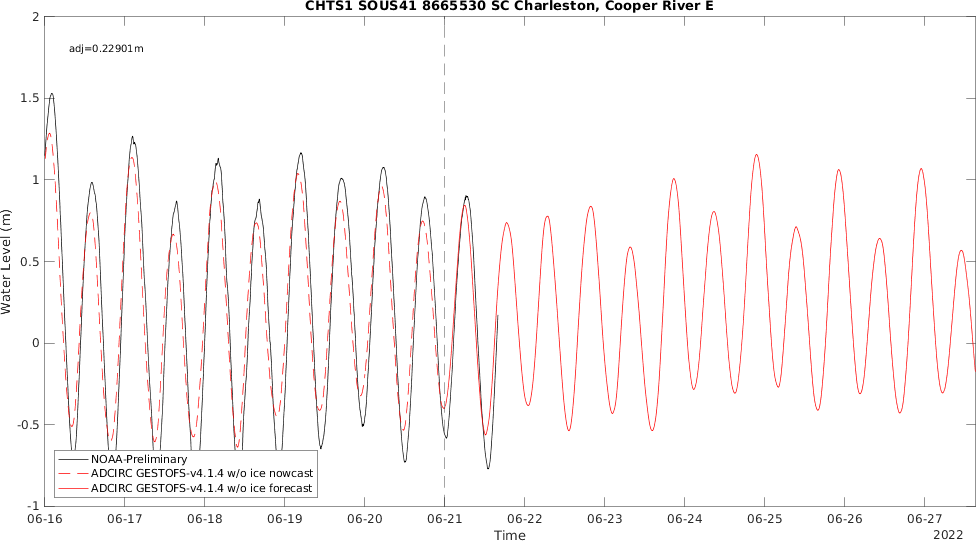 CHTS1 SOUS41 8665530 SC Charleston, Cooper River E
2
adj=0.22901m
1.5
1
0.5
0
-0.5
-1
Water Level (m)
NOAA-Preliminary
ADCIRC GESTOFS-v4.1.4 w/o ice nowcast
ADCIRC GESTOFS-v4.1.4 w/o ice forecast
06-16 06-17 06-18 06-19 06-20 06-21 06-22 06-23 06-24 06-25 06-26 06-27
Time
2022